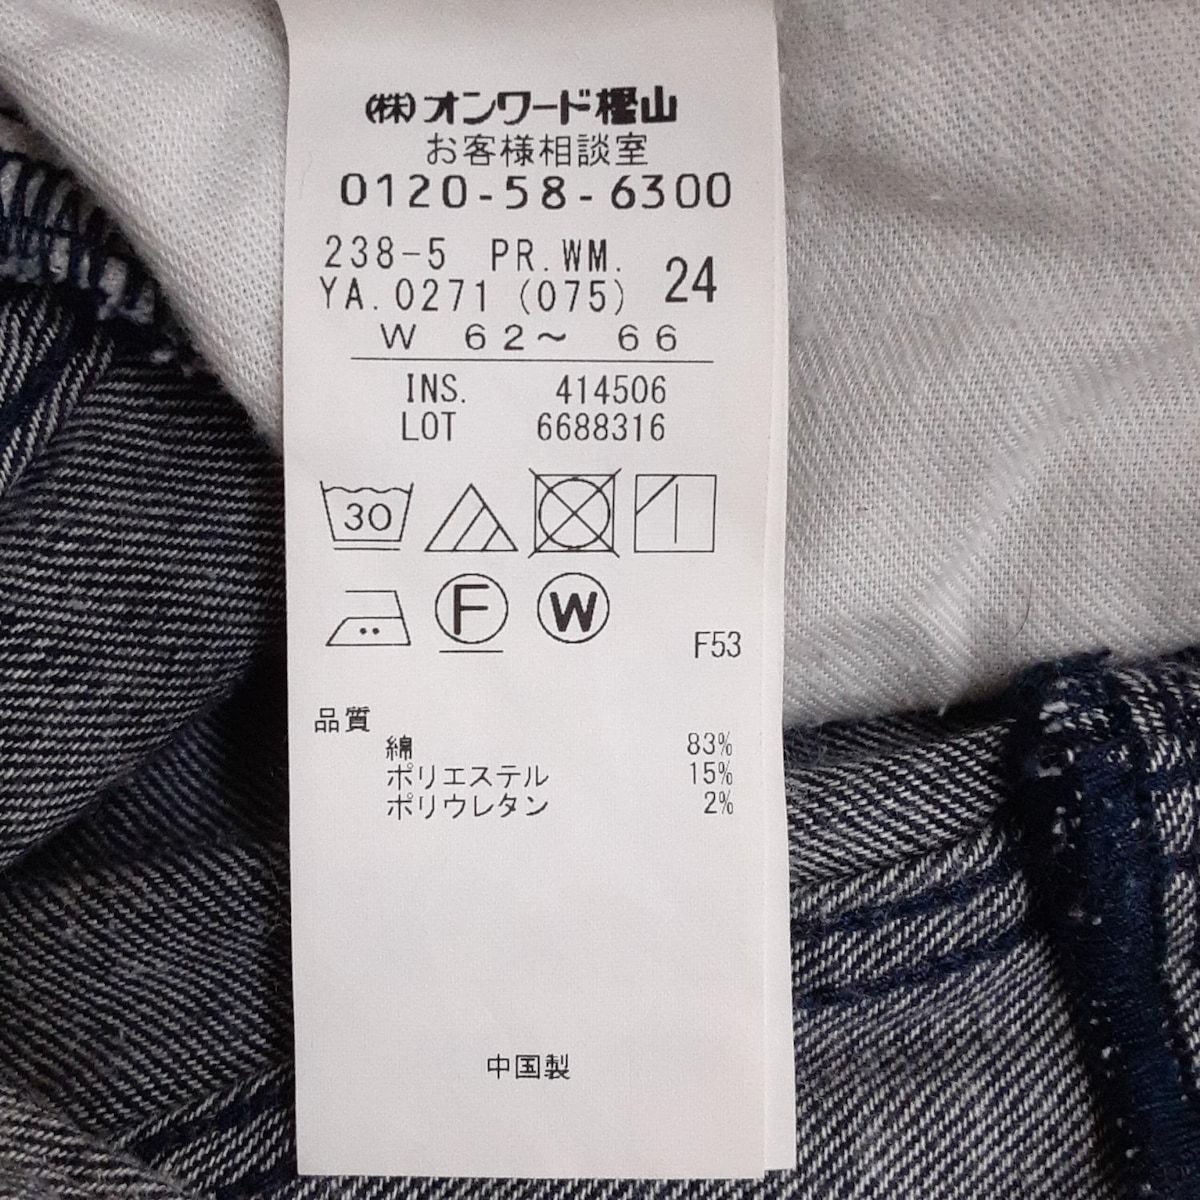 (株)オンワード樫山
お客様相談室
0120-58-6300
238-5 PR.WM. 24
YA.0271 (075)
W 62～ 66
INS. 414506
LOT 6688316
30
F W
F53
品質
綿 83%
ポリエステル 15%
ポリウレタン 2%
中国製